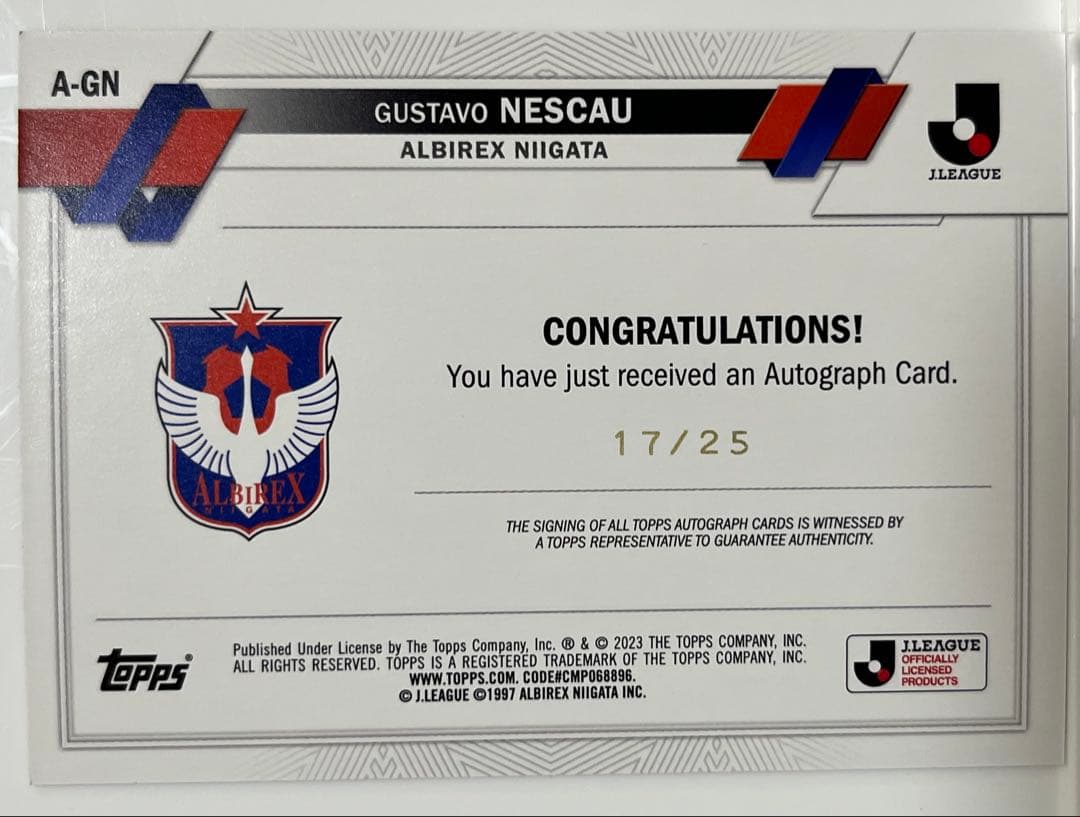 A-GN
GUSTAVO NESCAU
ALBIREX NIIGATA
J.LEAGUE
CONGRATULATIONS!
You have just received an Autograph Card.
17/25
ALBIREX
NIIGATA
THE SIGNING OF ALL TOPPS AUTOGRAPH CARDS IS WITNESSED BY
A TOPPS REPRESENTATIVE TO GUARANTEE AUTHENTICITY.
TOPPS®
Published Under License by The Topps Company, Inc. ® & © 2023 THE TOPPS COMPANY, INC.
ALL RIGHTS RESERVED. TOPPS IS A REGISTERED TRADEMARK OF THE TOPPS COMPANY, INC.
WWW.TOPPS.COM. CODE#CMP068896.
© J.LEAGUE ©1997 ALBIREX NIIGATA INC.
J.LEAGUE
OFFICIALLY
LICENSED
PRODUCTS